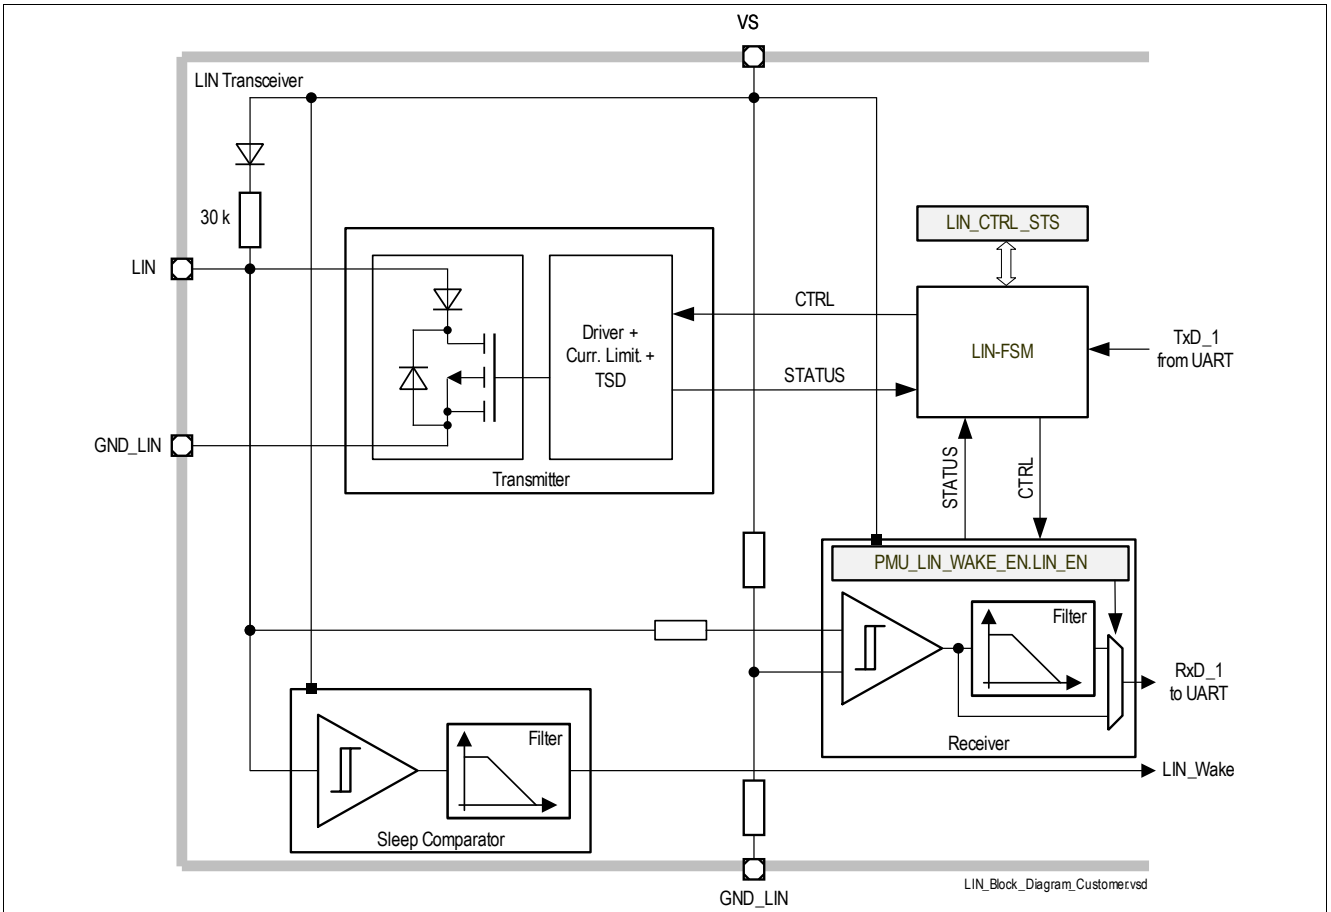 VS
LIN Transceiver
30 k
LIN
GND_LIN
Driver +
Curr. Limit. +
TSD
Transmitter
CTRL
STATUS
LIN_CTRL_STS
LIN-FSM
TxD_1
from UART
STATUS
CTRL
PMU_LIN_WAKE_EN.LIN_EN
Filter
RxD_1
to UART
Receiver
Filter
LIN_Wake
Sleep Comparator
GND_LIN
LIN_Block_Diagram_Customer.vsd